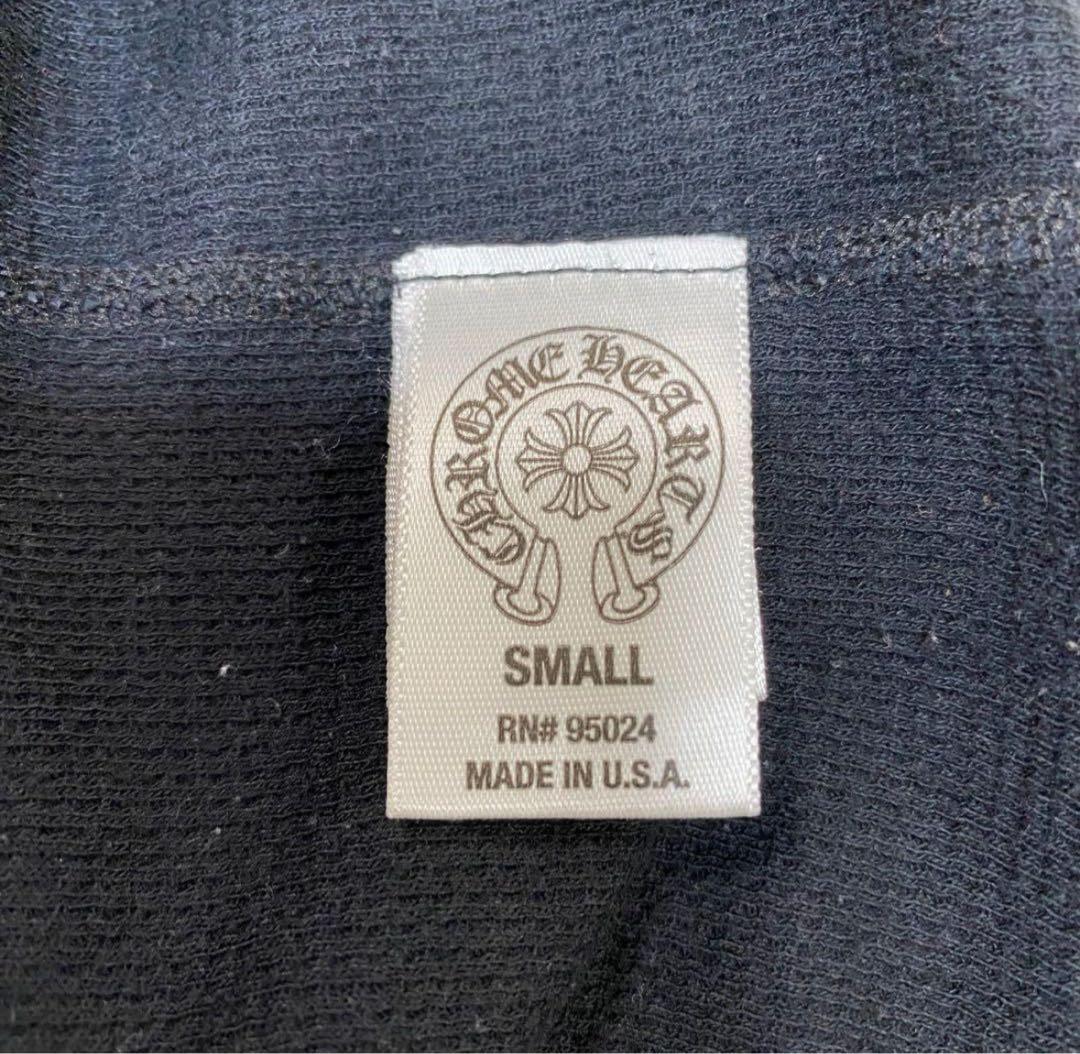 CHROME HEARTS
SMALL
RN# 95024
MADE IN U.S.A.